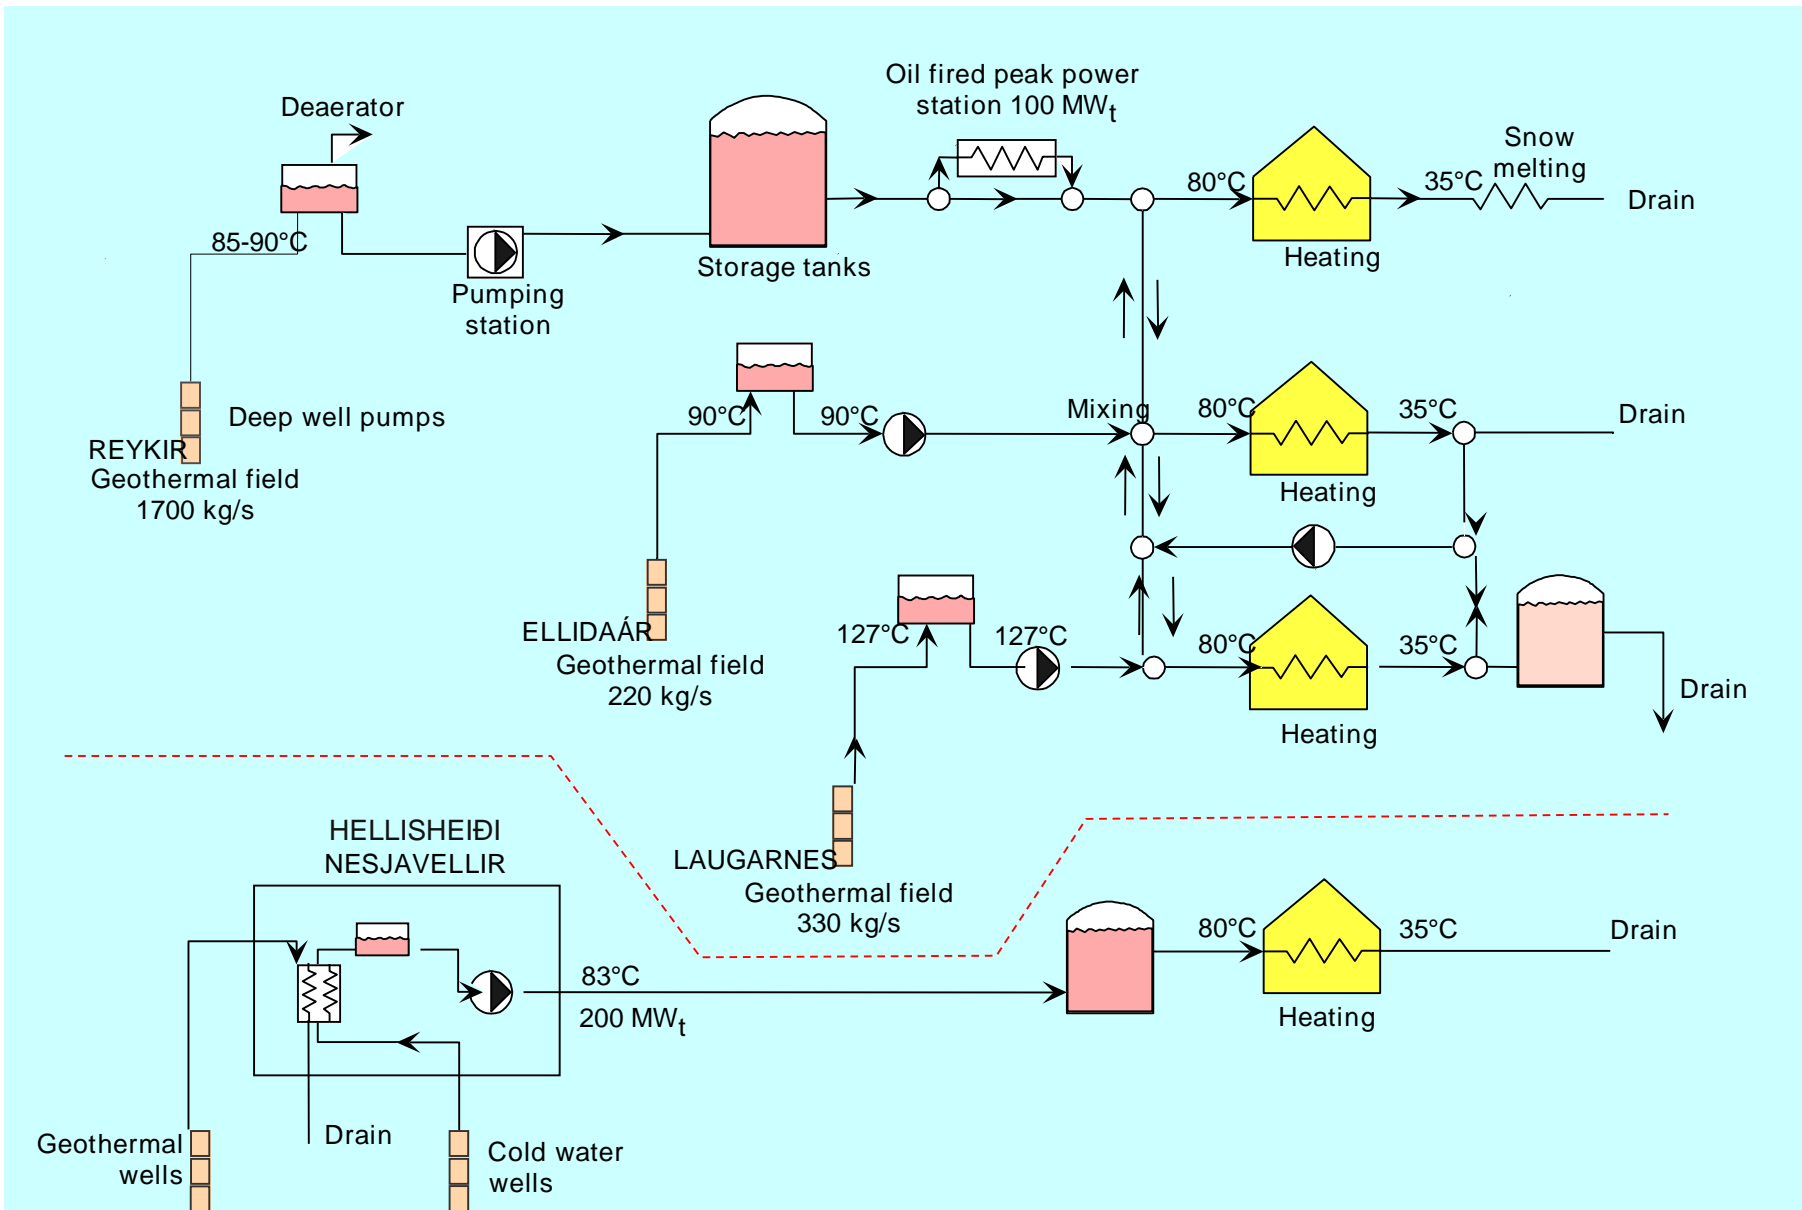 Oil fired peak power
station 100 MWt
Deaerator
Snow
melting
80°C
35°C
Drain
85-90°C
Heating
Storage tanks
Pumping
station
Deep well pumps
REYKIR
Geothermal field
1700 kg/s
90°C
90°C
Mixing
80°C
35°C
Drain
Heating
ELLIDAÁR
Geothermal field
220 kg/s
127°C
127°C
80°C
35°C
Drain
Heating
LAUGARNES
Geothermal field
330 kg/s
HELLISHEIÐI
NESJAVELLIR
83°C
200 MWt
80°C
35°C
Drain
Heating
Geothermal
wells
Drain
Cold water
wells